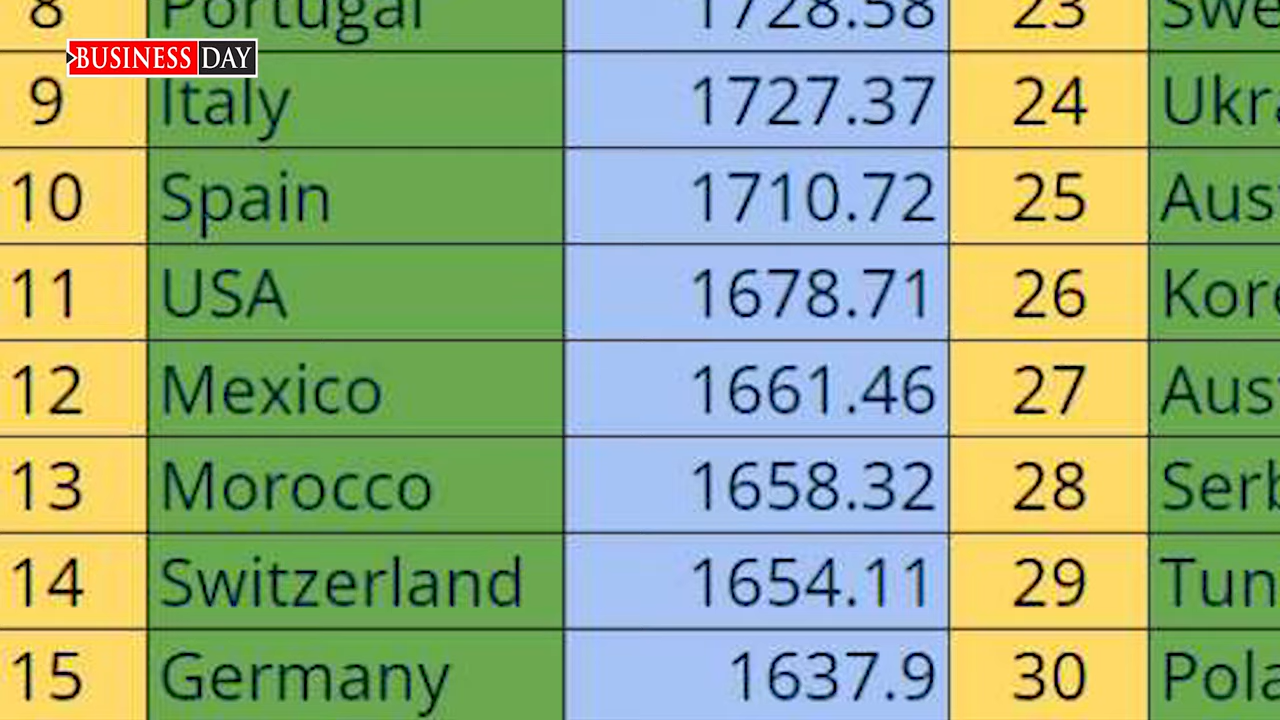 8 Portugal 1728.58 23
BUSINESS DAY
9 Italy 1727.37 24
10 Spain 1710.72 25
11 USA 1678.71 26
12 Mexico 1661.46 27
13 Morocco 1658.32 28
14 Switzerland 1654.11 29
15 Germany 1637.9 30